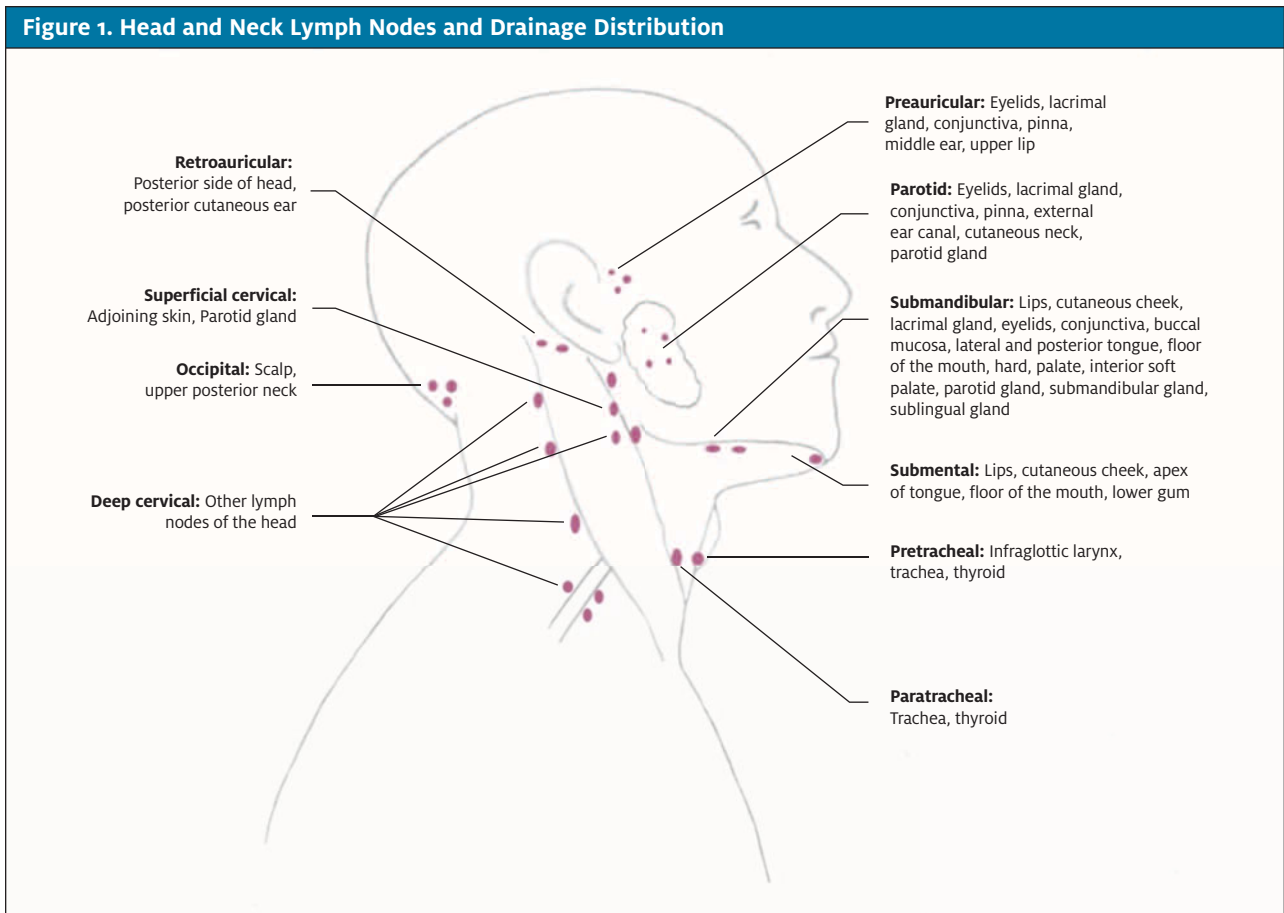 Figure 1. Head and Neck Lymph Nodes and Drainage Distribution
Retroauricular:
Posterior side of head,
posterior cutaneous ear
Superficial cervical:
Adjoining skin, Parotid gland
Occipital: Scalp,
upper posterior neck
Deep cervical: Other lymph
nodes of the head
Preauricular: Eyelids, lacrimal
gland, conjunctiva, pinna,
middle ear, upper lip
Parotid: Eyelids, lacrimal gland,
conjunctiva, pinna, external
ear canal, cutaneous neck,
parotid gland
Submandibular: Lips, cutaneous cheek,
lacrimal gland, eyelids, conjunctiva, buccal
mucosa, lateral and posterior tongue, floor
of the mouth, hard, palate, interior soft
palate, parotid gland, submandibular gland,
sublingual gland
Submental: Lips, cutaneous cheek, apex
of tongue, floor of the mouth, lower gum
Pretracheal: Infraglottic larynx,
trachea, thyroid
Paratracheal:
Trachea, thyroid